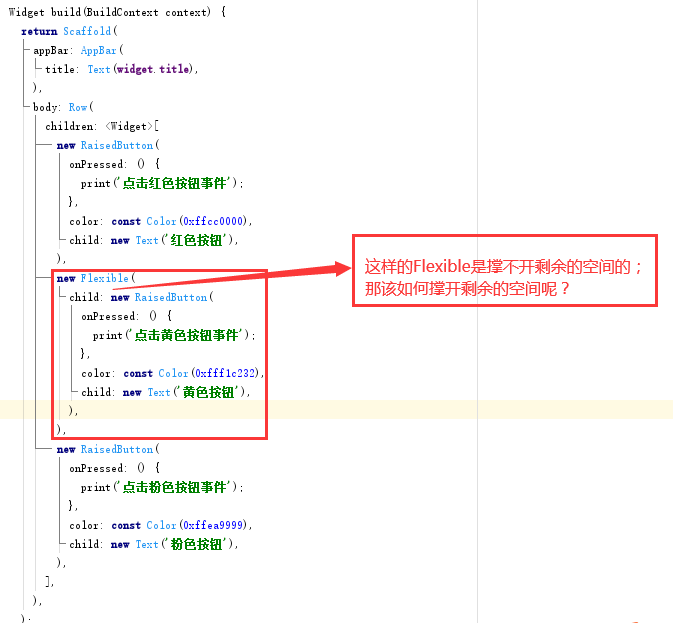 Widget build(BuildContext context) {
return Scaffold(
appBar: AppBar(
title: Text(widget.title),
),
body: Row(
children: <Widget>[
new RaisedButton(
onPressed: () {
print('点击红色按钮事件');
},
color: const Color(0xffcc0000),
child: new Text('红色按钮'),
),
new Flexible(
child: new RaisedButton(
onPressed: () {
print('点击黄色按钮事件');
},
color: const Color(0xfff1c232),
child: new Text('黄色按钮'),
),
),
new RaisedButton(
onPressed: () {
print('点击粉色按钮事件');
},
color: const Color(0xffea9999),
child: new Text('粉色按钮'),
),
],
),
);
这样的Flexible是撑不开剩余的空间的；
那该如何撑开剩余的空间呢？